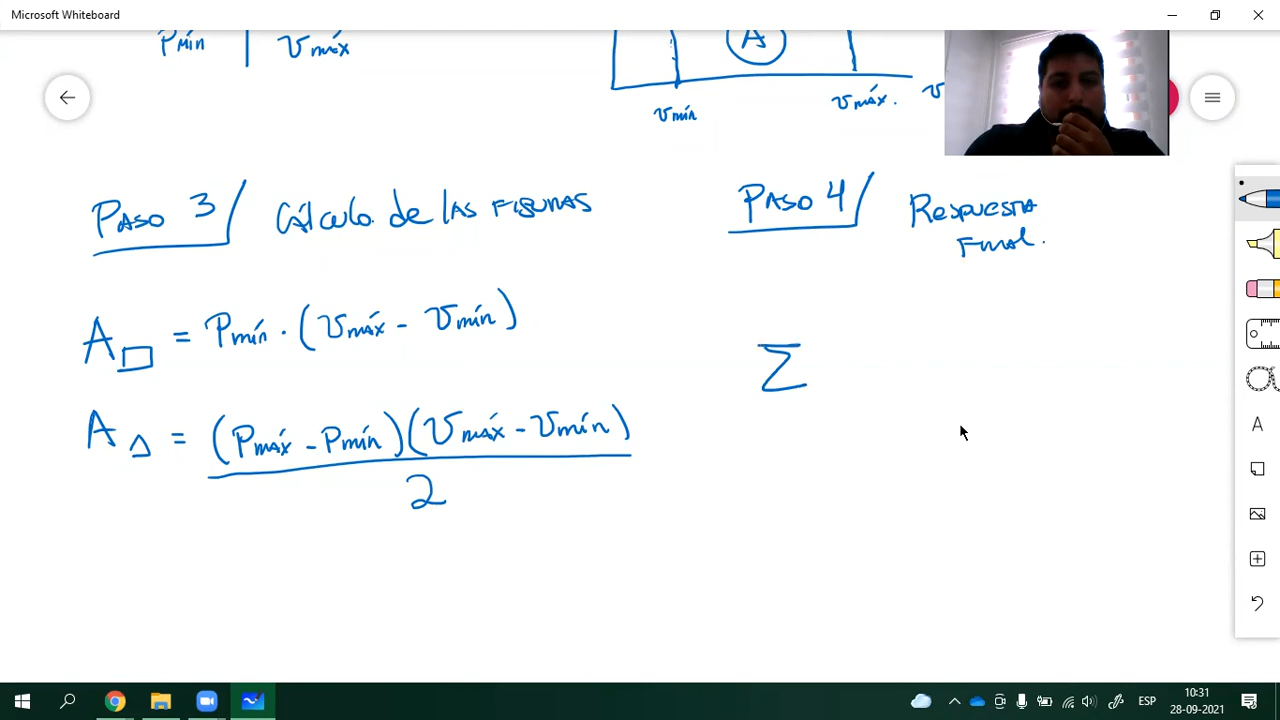 Microsoft Whiteboard
Pmín | vmáx
A
vmín
vmáx.
v
PASO 3/ Cálculo de las FIGURAS
A□ = Pmín · (vmáx - vmín)
A△ = (Pmáx - Pmín)(vmáx - vmín)
2
PASO 4/ RESPUESTA
FINAL.
Σ
A
ESP
10:31
28-09-2021